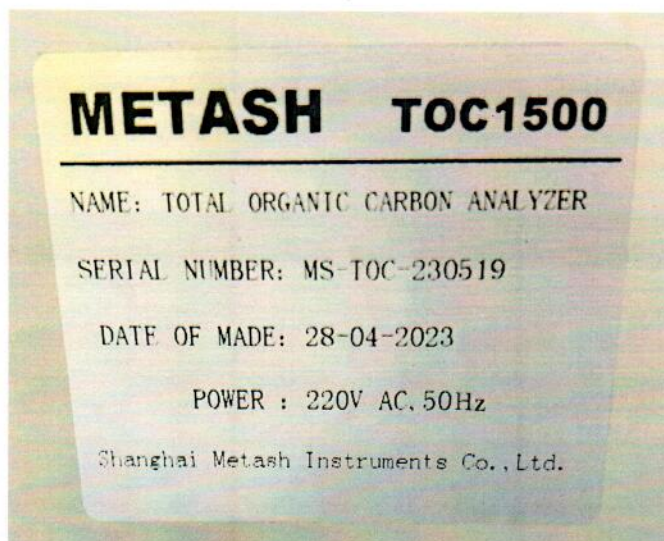 METASH TOC1500
NAME: TOTAL ORGANIC CARBON ANALYZER
SERIAL NUMBER: MS-TOC-230519
DATE OF MADE: 28-04-2023
POWER : 220V AC, 50Hz
Shanghai Metash Instruments Co., Ltd.